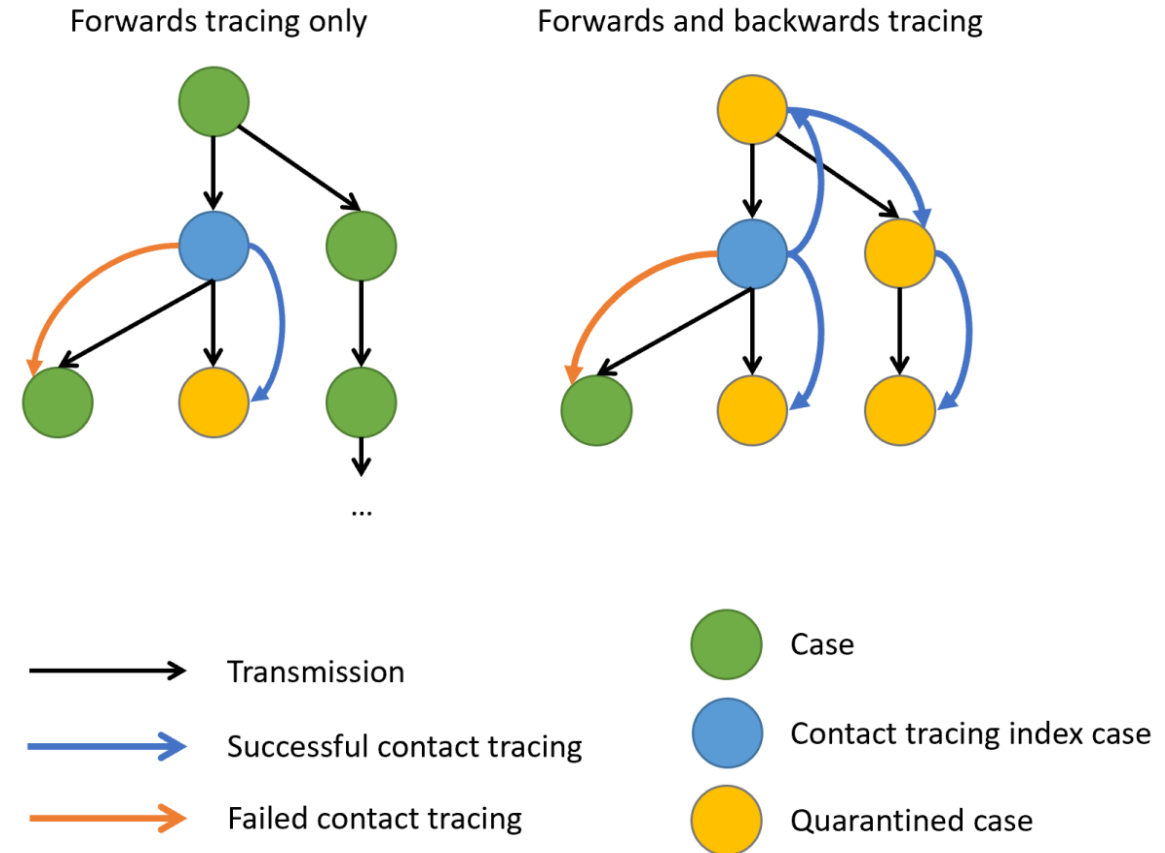 Forwards tracing only
Forwards and backwards tracing
...
Transmission
Successful contact tracing
Failed contact tracing
Case
Contact tracing index case
Quarantined case